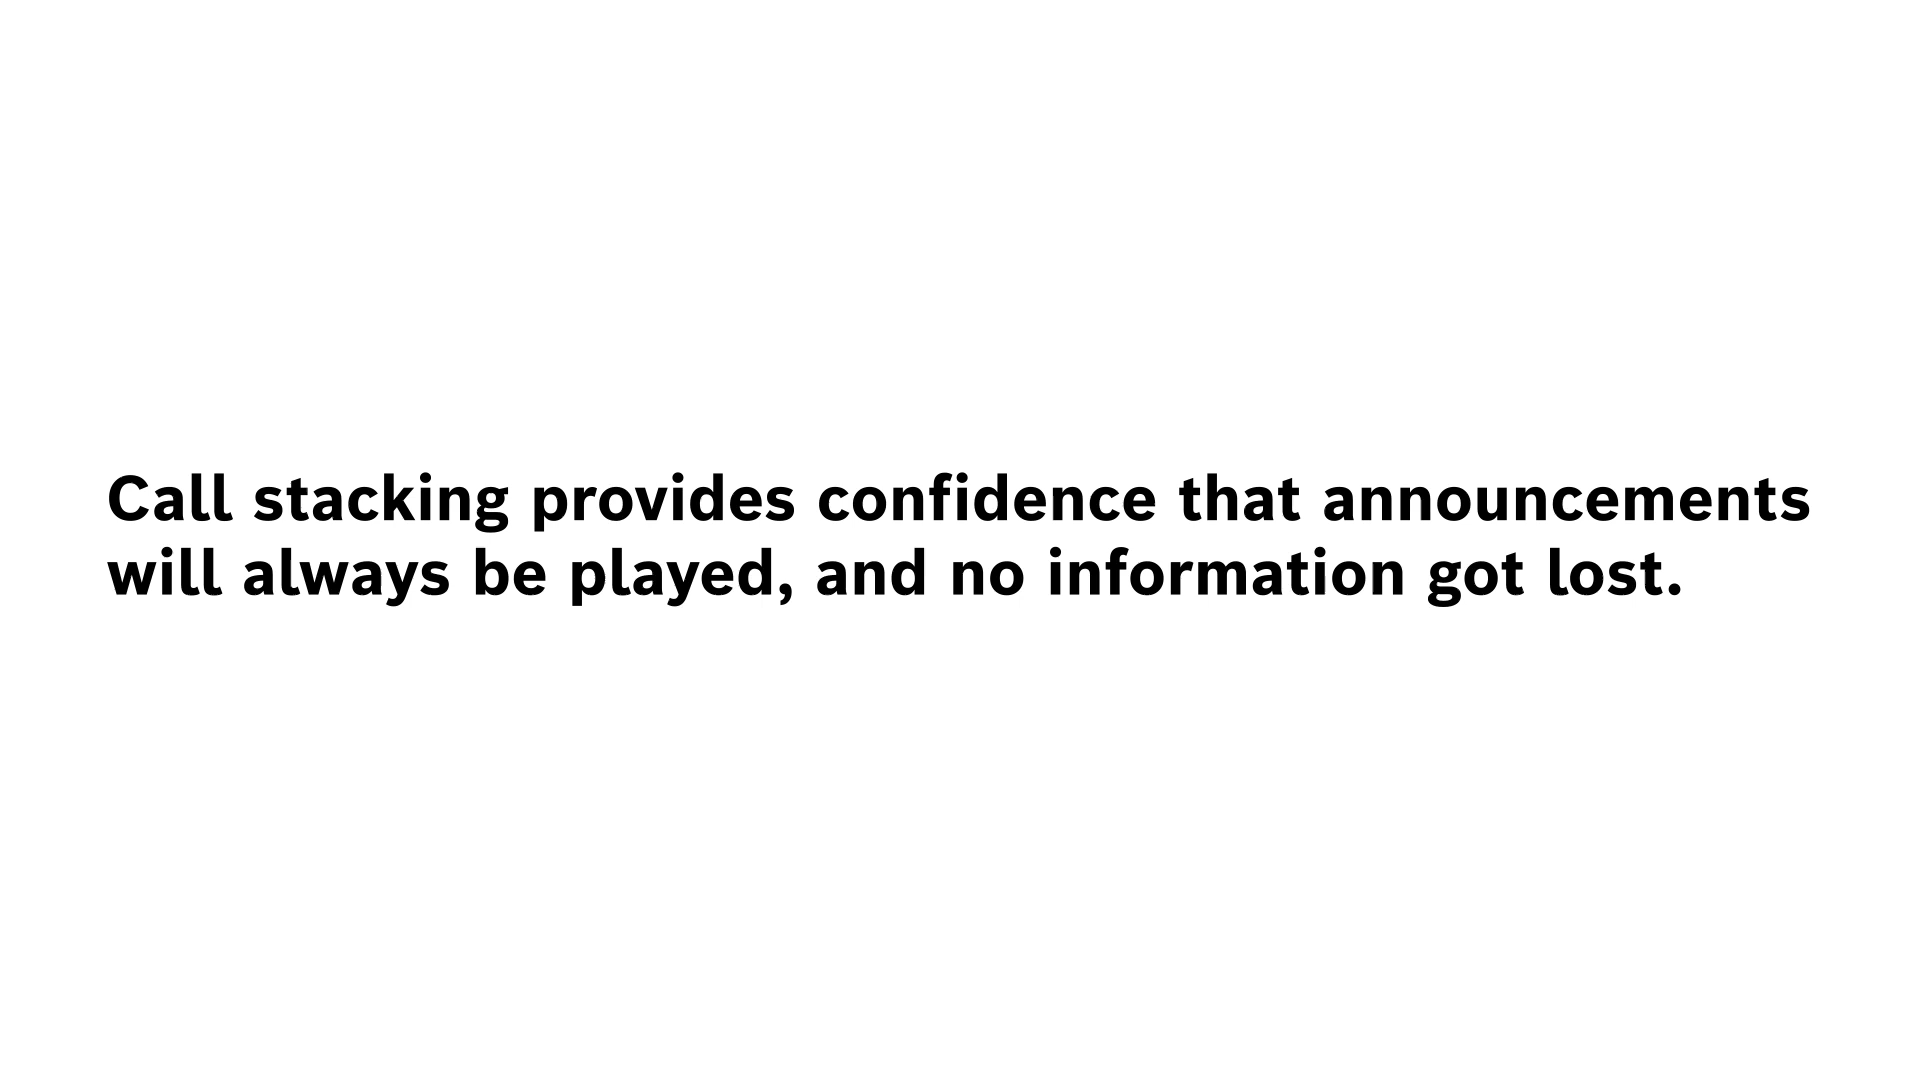 Call stacking provides confidence that announcements
will always be played, and no information got lost.